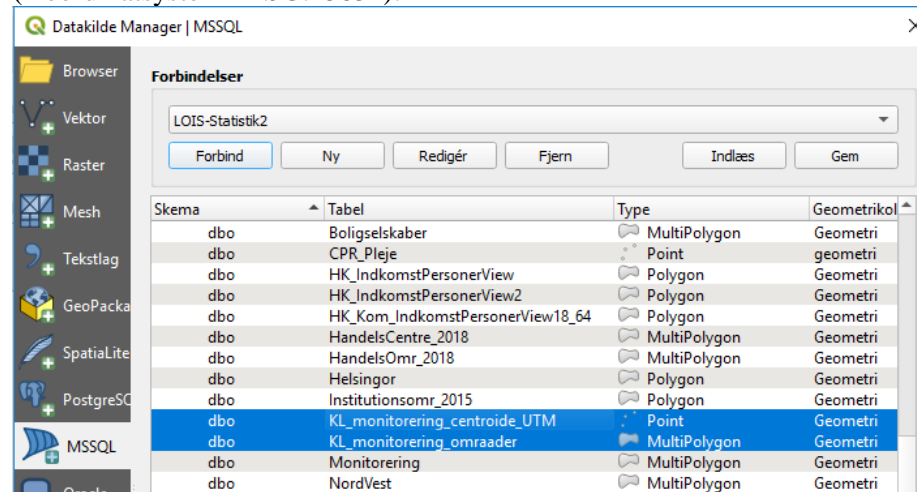 Datakilde Manager | MSSQL
Browser
Vektor
Raster
Mesh
Tekstlag
GeoPacka
SpatiaLite
PostgreSC
MSSQL
Forbindelser
LOIS-Statistik2
Forbind Ny Redigér Fjern Indlæs Gem
Skema Tabel Type Geometrikol
dbo Boligselskaber MultiPolygon Geometri
dbo CPR_Pleje Point geometri
dbo HK_IndkomstPersonerView Polygon Geometri
dbo HK_IndkomstPersonerView2 Polygon Geometri
dbo HK_Kom_IndkomstPersonerView18_64 Polygon Geometri
dbo HandelsCentre_2018 MultiPolygon Geometri
dbo HandelsOmr_2018 MultiPolygon Geometri
dbo Helsingor Polygon Geometri
dbo Institutionsomr_2015 Polygon Geometri
dbo KL_monitorering_centroide_UTM Point Geometri
dbo KL_monitorering_omraader MultiPolygon Geometri
dbo Monitorering MultiPolygon Geometri
dbo NordVest MultiPolygon Geometri